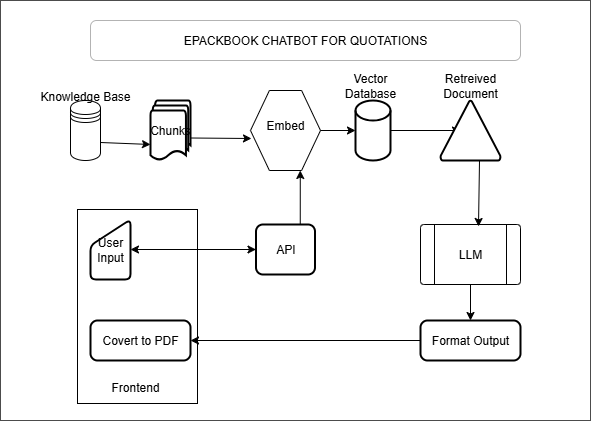 EPACKBOOK CHATBOT FOR QUOTATIONS
Knowledge Base
Chunks
Embed
Vector
Database
Retreived
Document
User
Input
API
LLM
Covert to PDF
Format Output
Frontend